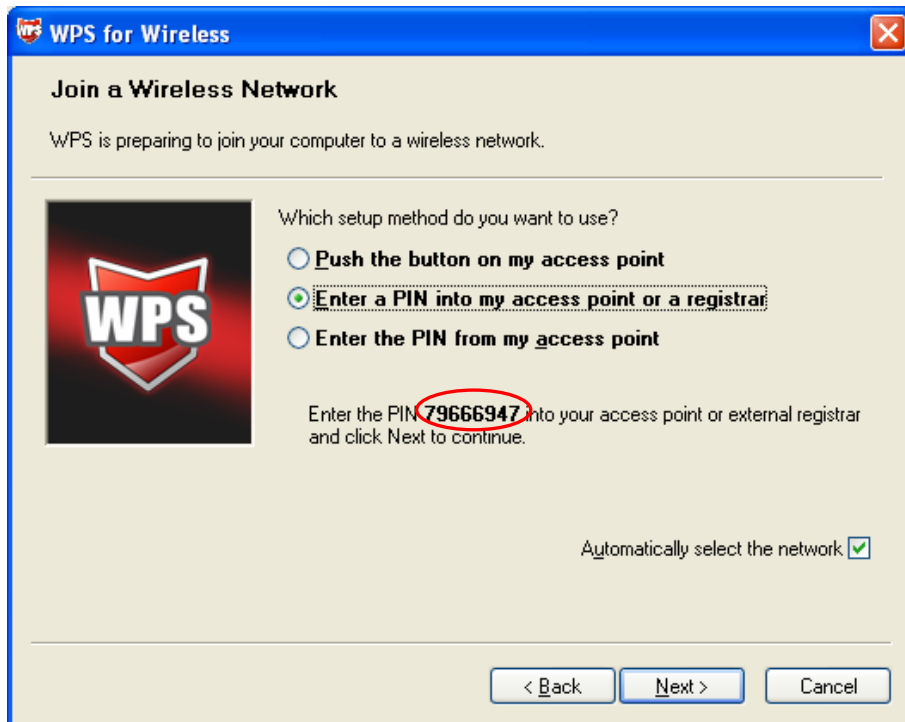 WPS WPS for Wireless
Join a Wireless Network
WPS is preparing to join your computer to a wireless network.
WPS
Which setup method do you want to use?
Push the button on my access point
Enter a PIN into my access point or a registrar
Enter the PIN from my access point
Enter the PIN 79666947 into your access point or external registrar
and click Next to continue.
Automatically select the network
< Back
Next >
Cancel